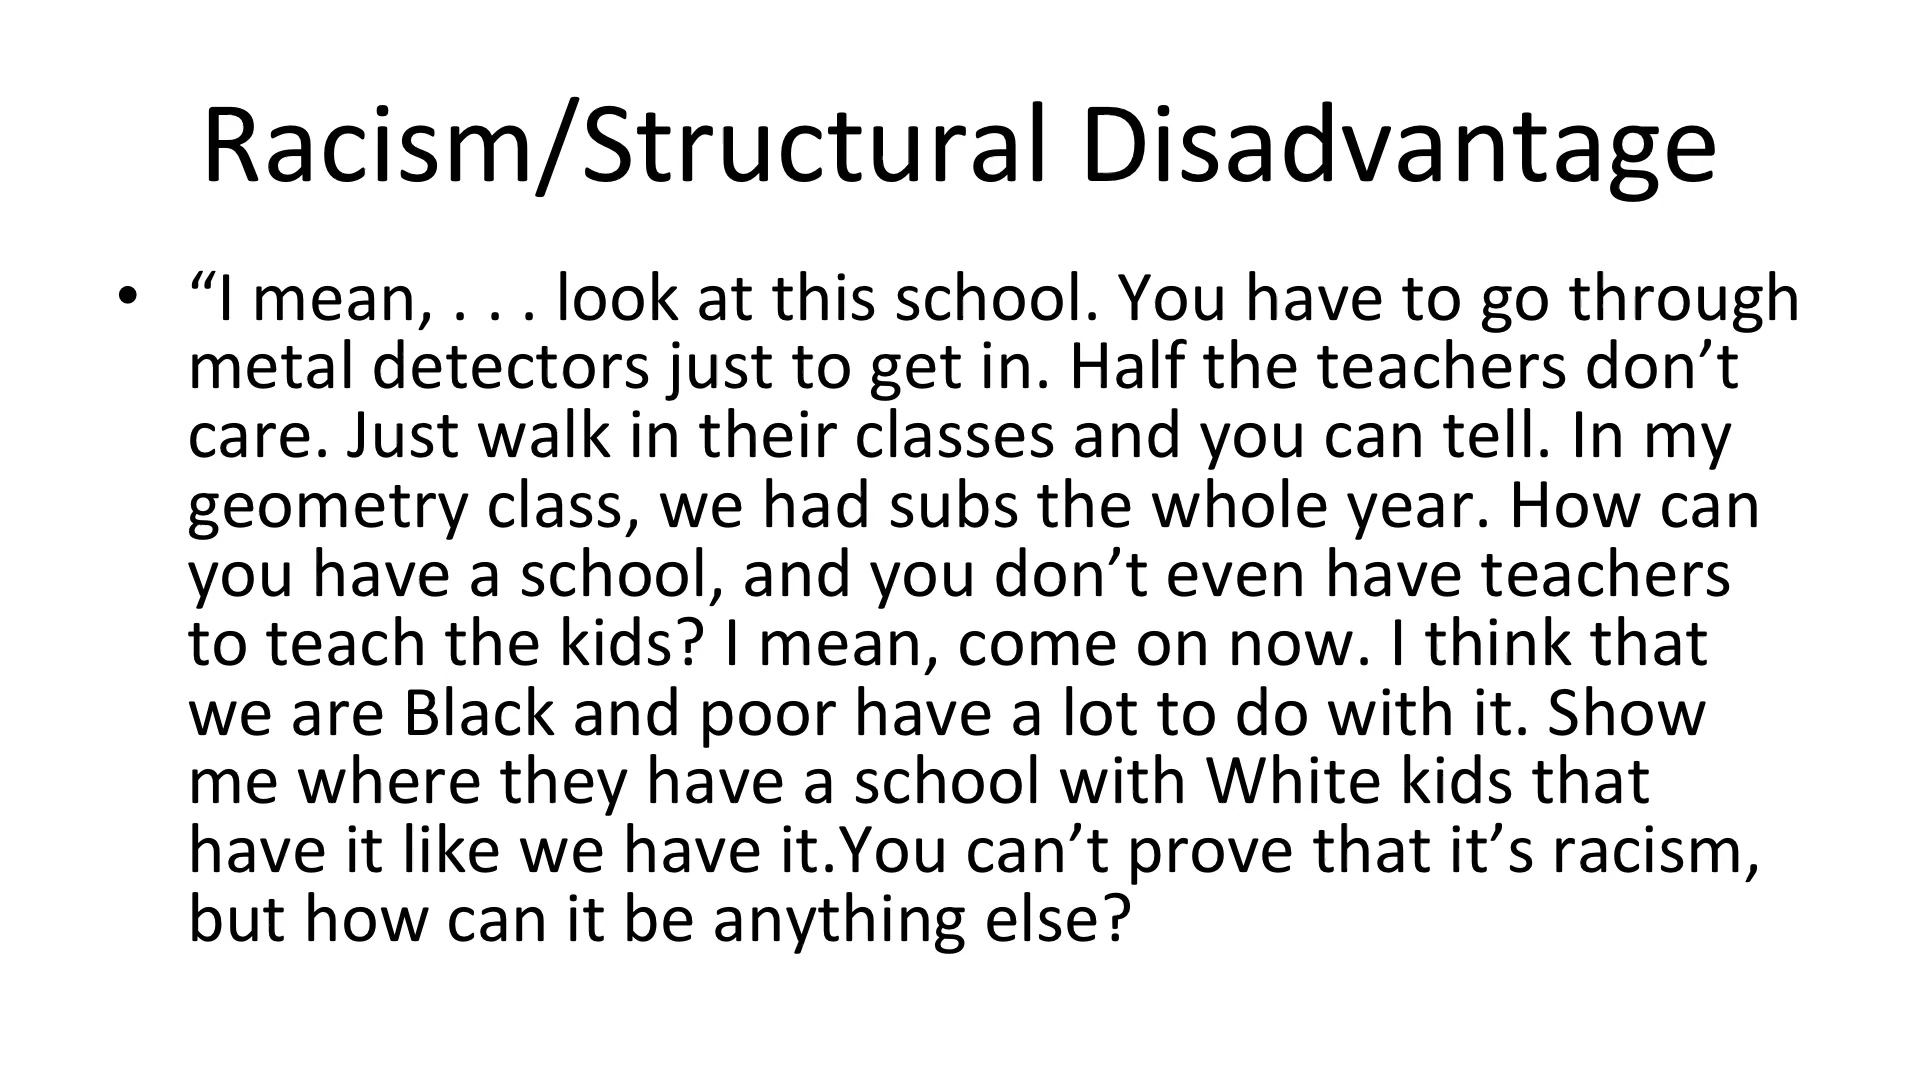 Racism/Structural Disadvantage
• “I mean, . . . look at this school. You have to go through
metal detectors just to get in. Half the teachers don’t
care. Just walk in their classes and you can tell. In my
geometry class, we had subs the whole year. How can
you have a school, and you don’t even have teachers
to teach the kids? I mean, come on now. I think that
we are Black and poor have a lot to do with it. Show
me where they have a school with White kids that
have it like we have it.You can’t prove that it’s racism,
but how can it be anything else?